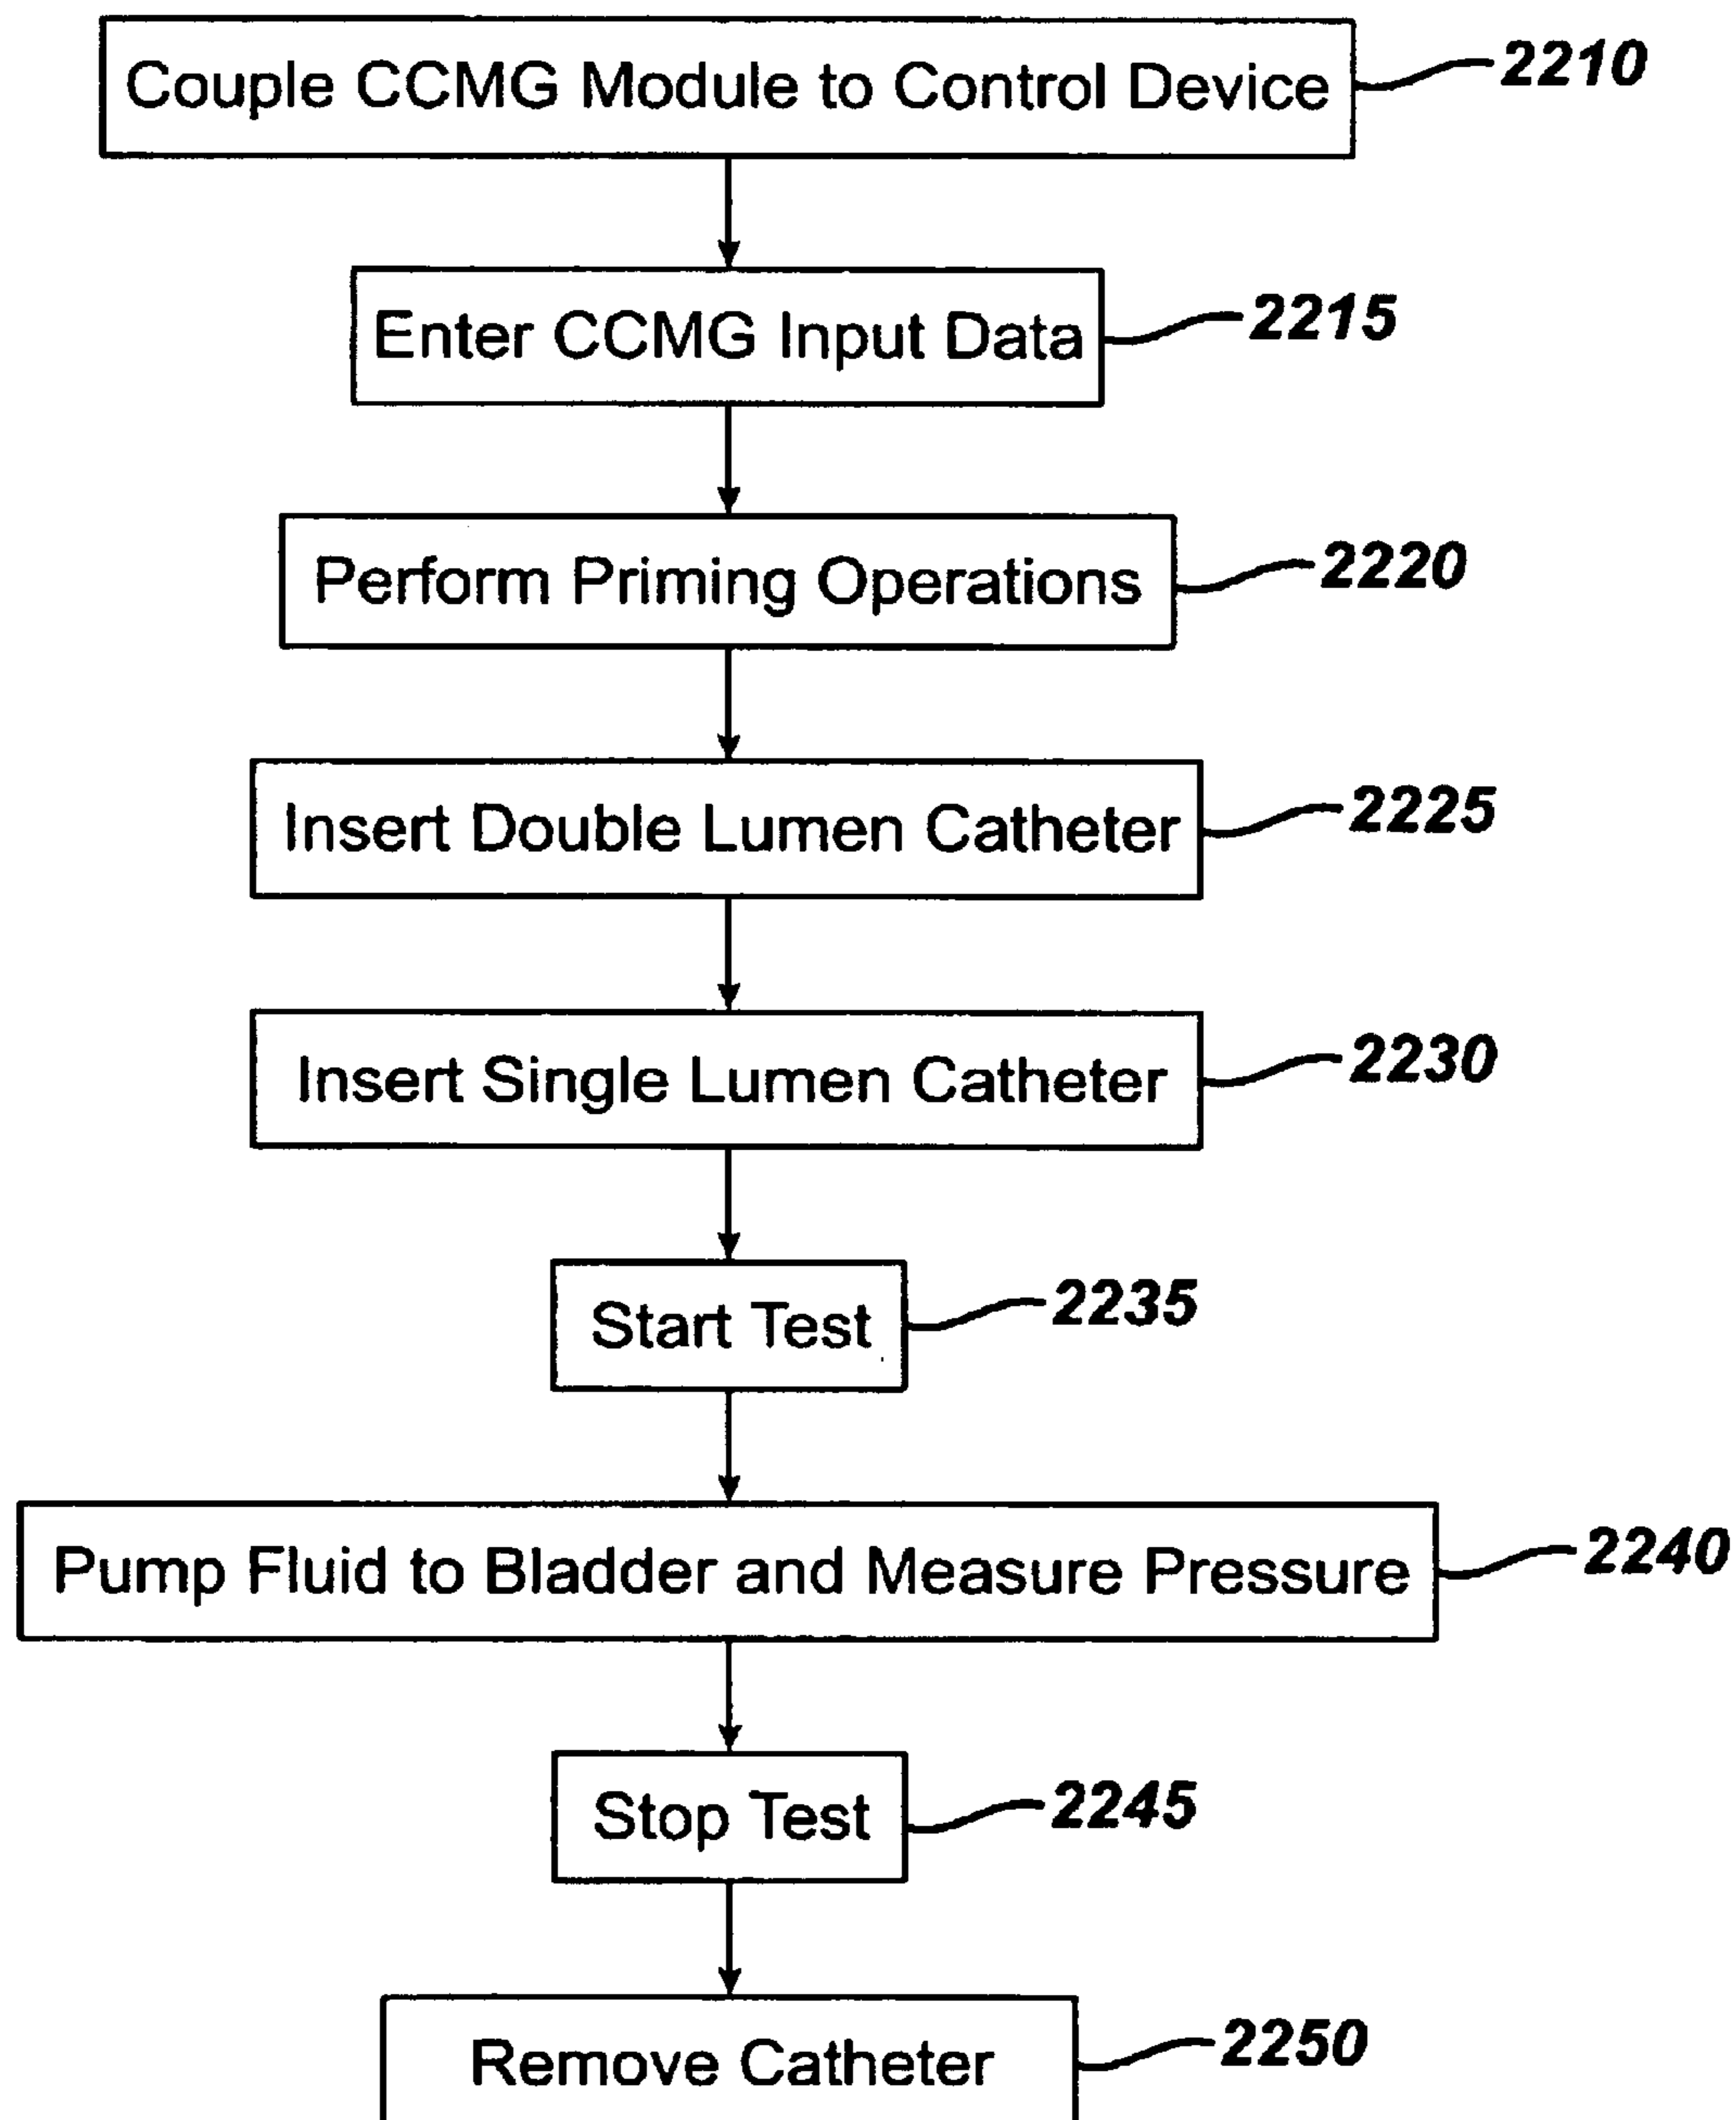 Couple CCMG Module to Control Device 2210
Enter CCMG Input Data 2215
Perform Priming Operations 2220
Insert Double Lumen Catheter 2225
Insert Single Lumen Catheter 2230
Start Test 2235
Pump Fluid to Bladder and Measure Pressure 2240
Stop Test 2245
Remove Catheter 2250